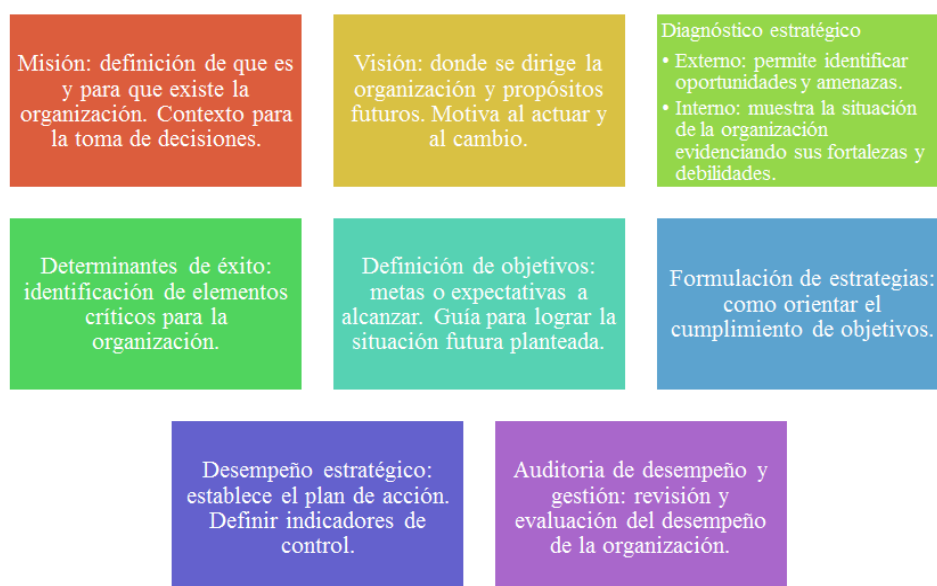 Misión: definición de que es
y para que existe la
organización. Contexto para
la toma de decisiones.
Visión: donde se dirige la
organización y propósitos
futuros. Motiva al actuar y
al cambio.
Diagnóstico estratégico
• Externo: permite identificar
oportunidades y amenazas.
• Interno: muestra la situación
de la organización
evidenciando sus fortalezas y
debilidades.
Determinantes de éxito:
identificación de elementos
críticos para la
organización.
Definición de objetivos:
metas o expectativas a
alcanzar. Guía para lograr la
situación futura planteada.
Formulación de estrategias:
como orientar el
cumplimiento de objetivos.
Desempeño estratégico:
establece el plan de acción.
Definir indicadores de
control.
Auditoria de desempeño y
gestión: revisión y
evaluación del desempeño
de la organización.